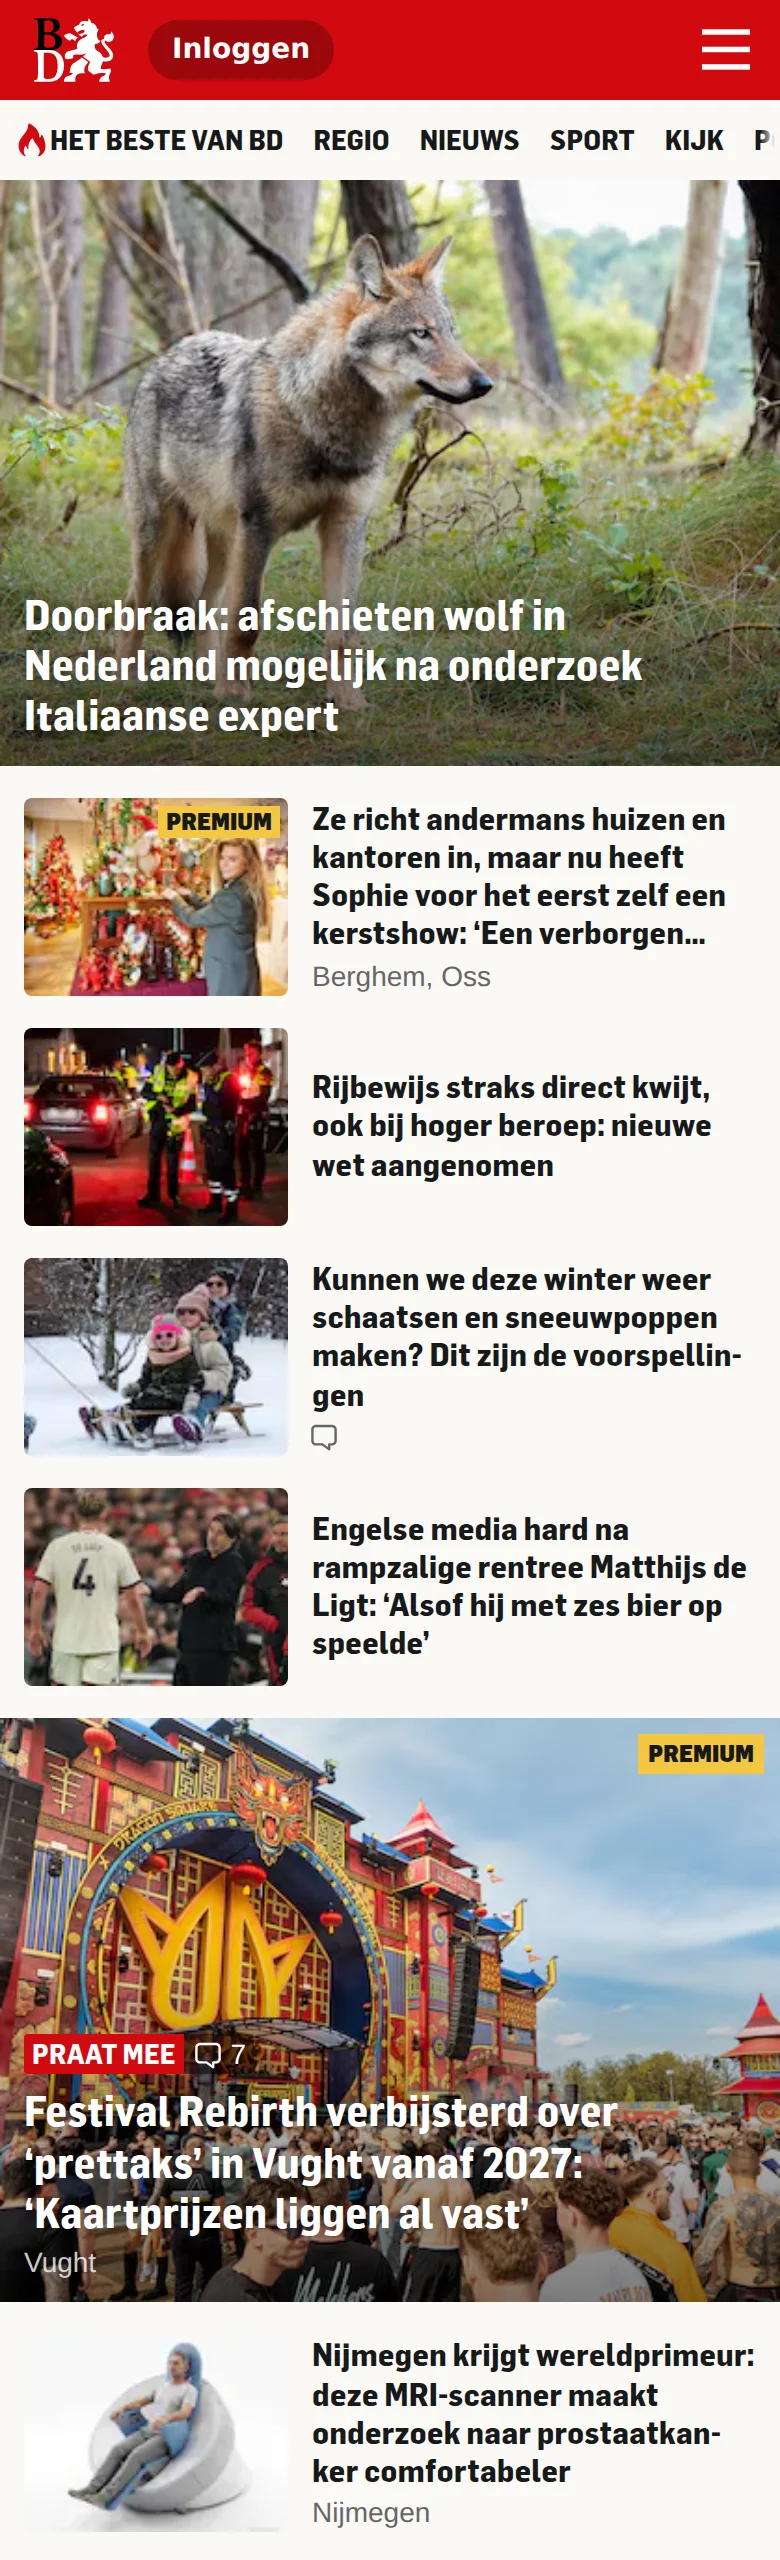 BD
Inloggen
HET BESTE VAN BD REGIO NIEUWS SPORT KIJK
Doorbraak: afschieten wolf in
Nederland mogelijk na onderzoek
Italiaanse expert
PREMIUM
Ze richt andermans huizen en
kantoren in, maar nu heeft
Sophie voor het eerst zelf een
kerstshow: ‘Een verborgen...
Berghem, Oss
Rijbewijs straks direct kwijt,
ook bij hoger beroep: nieuwe
wet aangenomen
Kunnen we deze winter weer
schaatsen en sneeuwpoppen
maken? Dit zijn de voorspellin-
gen
4
Engelse media hard na
rampzalige rentree Matthijs de
Ligt: ‘Alsof hij met zes bier op
speelde’
PREMIUM
DRAGON SQUARE
PRAAT MEE 7
Festival Rebirth verbijsterd over
‘prettaks’ in Vught vanaf 2027:
‘Kaartprijzen liggen al vast’
Vught
Nijmegen krijgt wereldprimeur:
deze MRI-scanner maakt
onderzoek naar prostaatkan-
ker comfortabeler
Nijmegen